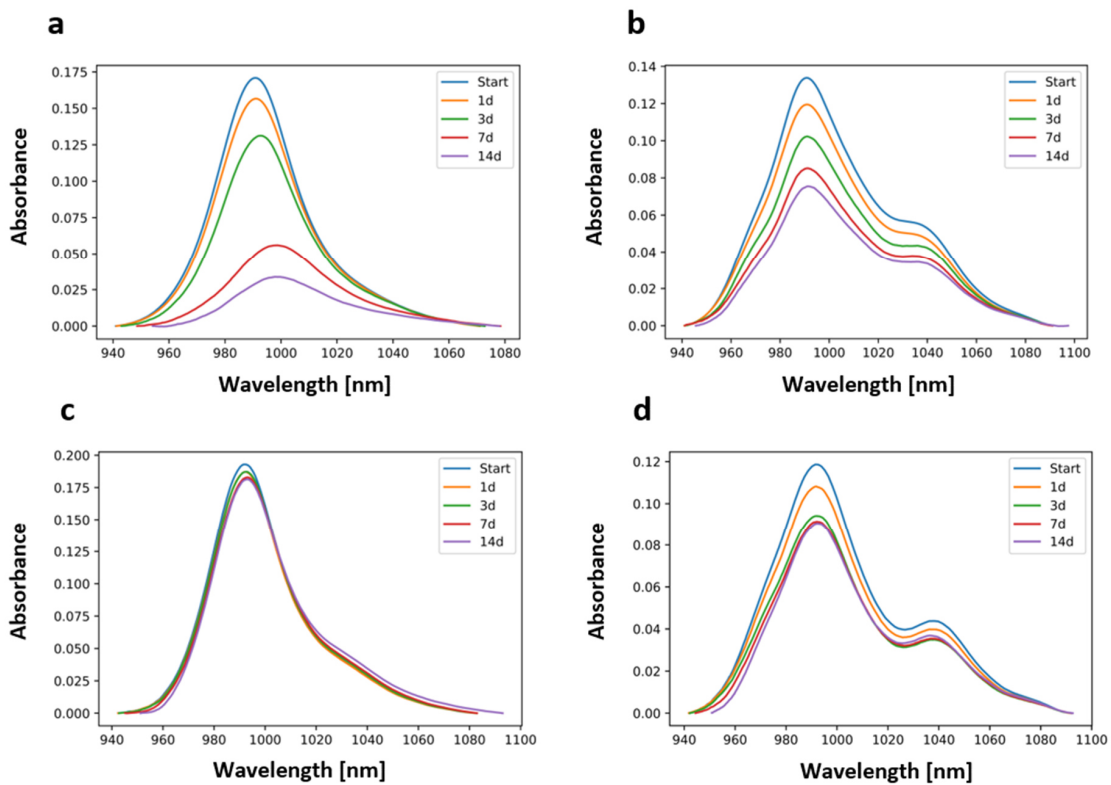 a
0.175
0.150
0.125
0.100
0.075
0.050
0.025
0.000
Absorbance
940 960 980 1000 1020 1040 1060 1080
Wavelength [nm]
Start
1d
3d
7d
14d
b
0.14
0.12
0.10
0.08
0.06
0.04
0.02
0.00
Absorbance
940 960 980 1000 1020 1040 1060 1080 1100
Wavelength [nm]
Start
1d
3d
7d
14d
c
0.200
0.175
0.150
0.125
0.100
0.075
0.050
0.025
0.000
Absorbance
940 960 980 1000 1020 1040 1060 1080 1100
Wavelength [nm]
Start
1d
3d
7d
14d
d
0.12
0.10
0.08
0.06
0.04
0.02
0.00
Absorbance
940 960 980 1000 1020 1040 1060 1080 1100
Wavelength [nm]
Start
1d
3d
7d
14d